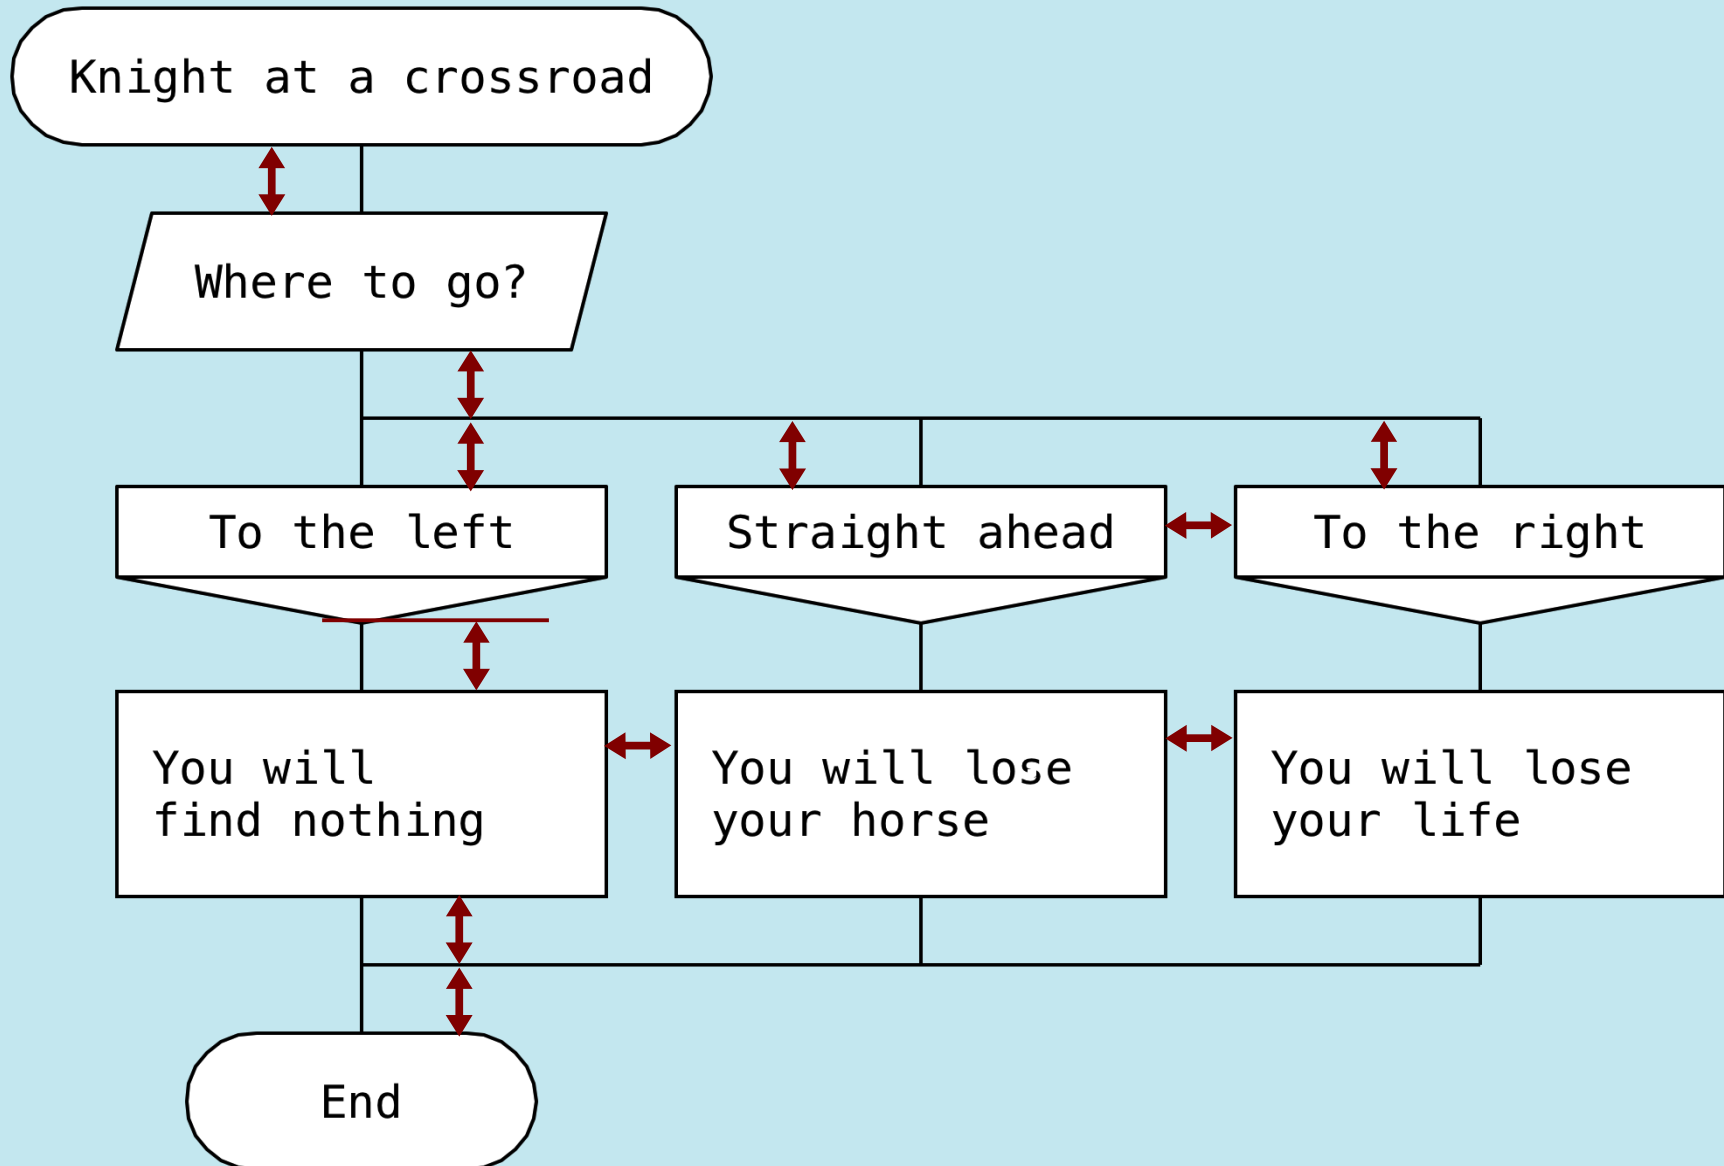 Knight at a crossroad
Where to go?
To the left
Straight ahead
To the right
You will
find nothing
You will lose
your horse
You will lose
your life
End